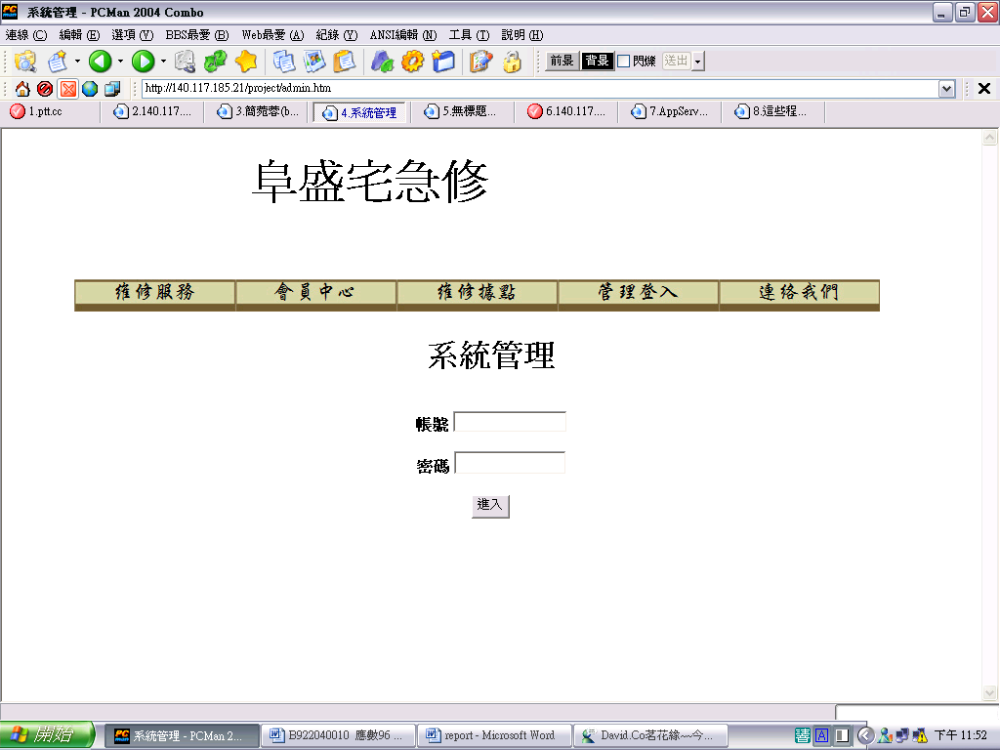 系統管理 - PCMan 2004 Combo
連線 (C) 編輯 (E) 選項 (V) BBS最愛 (B) Web最愛 (A) 紀錄 (Y) ANSI編輯 (N) 工具 (T) 說明 (H)
前景 背景 閃爍 送出
http://140.117.185.21/project/admin.htm
1.ptt.cc 2.140.117.... 3.簡菀蓉(b... 4.系統管理 5.無標題... 6.140.117.... 7.AppServ... 8.這些程...
阜盛宅急修
維修服務 會員中心 維修據點 管理登入 連絡我們
系統管理
帳號
密碼
進入
開始 系統管理 - PCMan 2... B922040010 應數96 ... report - Microsoft Word David.Co茗花緣~~今... 下午 11:52